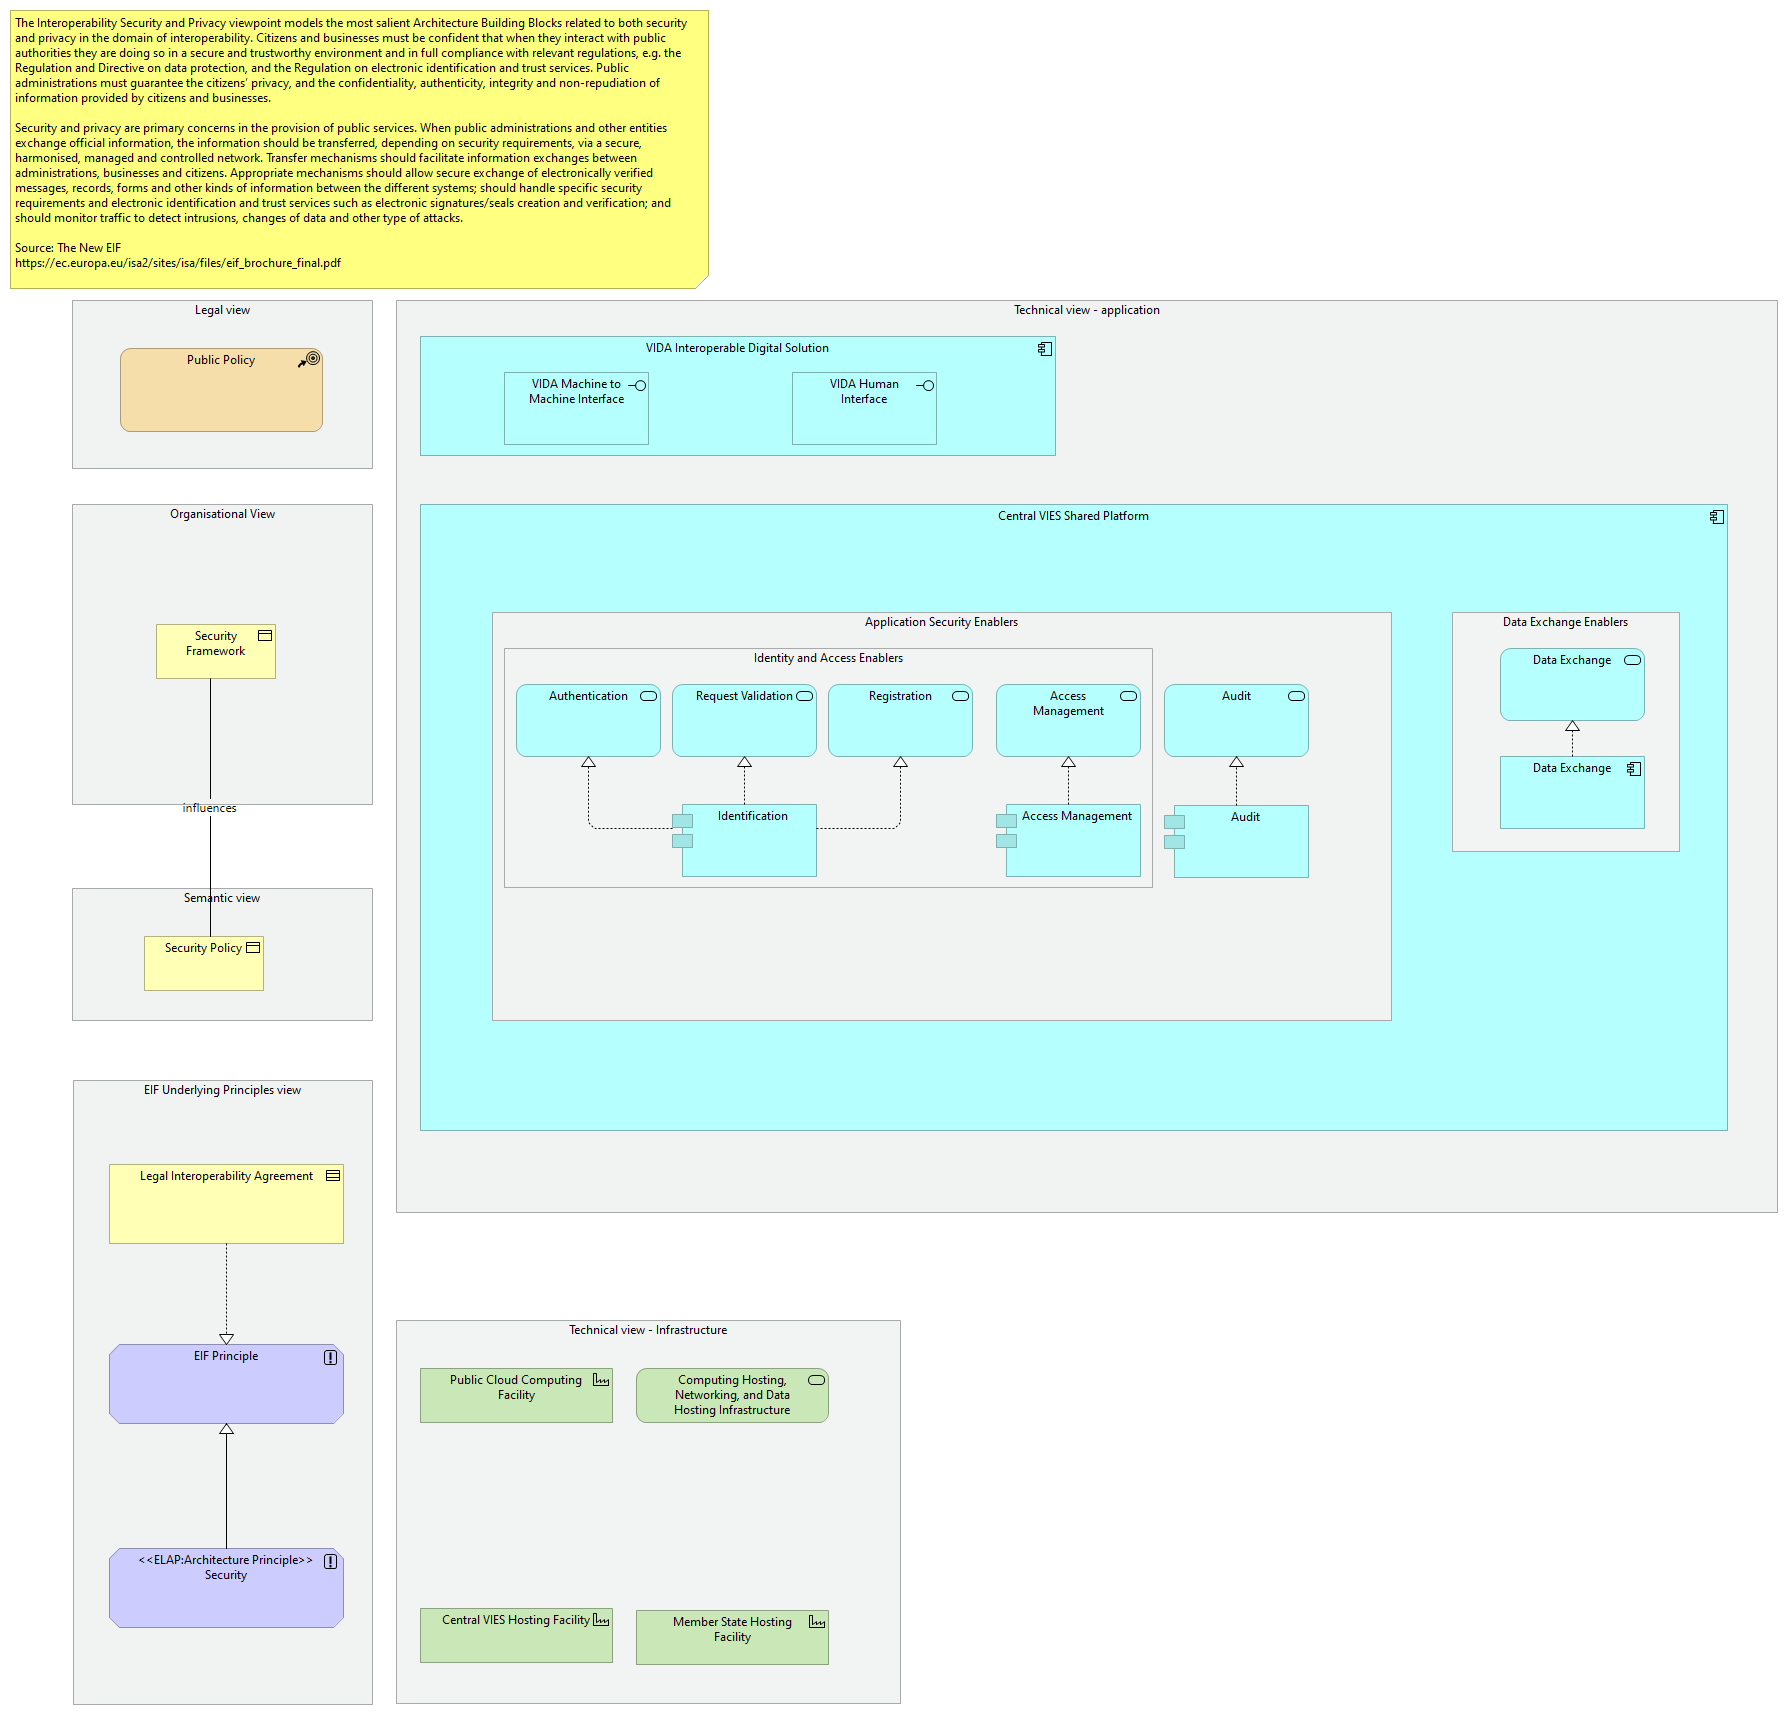 The Interoperability Security and Privacy viewpoint models the most salient Architecture Building Blocks related to both security
and privacy in the domain of interoperability. Citizens and businesses must be confident that when they interact with public
authorities they are doing so in a secure and trustworthy environment and in full compliance with relevant regulations, e.g. the
Regulation and Directive on data protection, and the Regulation on electronic identification and trust services. Public
administrations must guarantee the citizens' privacy, and the confidentiality, authenticity, integrity and non-repudiation of
information provided by citizens and businesses.
Security and privacy are primary concerns in the provision of public services. When public administrations and other entities
exchange official information, the information should be transferred, depending on security requirements, via a secure,
harmonised, managed and controlled network. Transfer mechanisms should facilitate information exchanges between
administrations, businesses and citizens. Appropriate mechanisms should allow secure exchange of electronically verified
messages, records, forms and other kinds of information between the different systems; should handle specific security
requirements and electronic identification and trust services such as electronic signatures/seals creation and verification; and
should monitor traffic to detect intrusions, changes of data and other type of attacks.
Source: The New EIF
https://ec.europa.eu/isa2/sites/isa/files/eif_brochure_final.pdf
Legal view
Public Policy
Organisational View
Security
Framework
influences
Semantic view
Security Policy
EIF Underlying Principles view
Legal Interoperability Agreement
EIF Principle
<<ELAP:Architecture Principle>>
Security
Technical view - application
VIDA Interoperable Digital Solution
VIDA Machine to
Machine Interface
VIDA Human
Interface
Central VIES Shared Platform
Application Security Enablers
Identity and Access Enablers
Authentication
Request Validation
Registration
Access
Management
Audit
Identification
Access Management
Audit
Data Exchange Enablers
Data Exchange
Data Exchange
Technical view - Infrastructure
Public Cloud Computing
Facility
Computing Hosting,
Networking, and Data
Hosting Infrastructure
Central VIES Hosting Facility
Member State Hosting
Facility